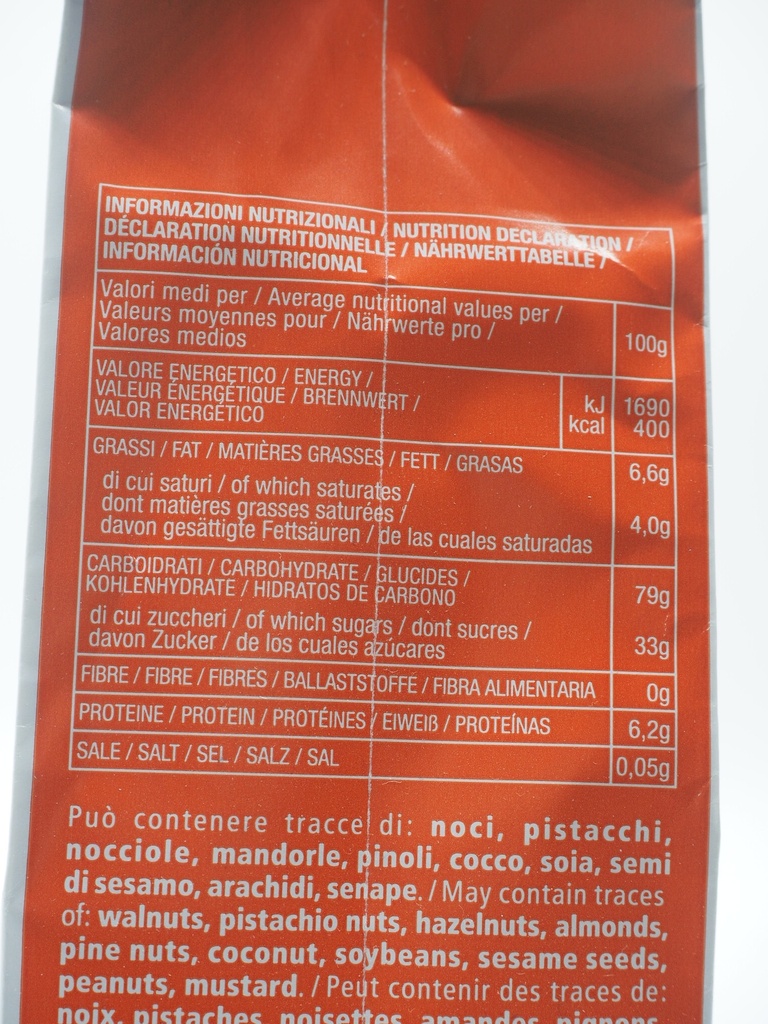 INFORMAZIONI NUTRIZIONALI / NUTRITION DECLARATION /
DÉCLARATION NUTRITIONNELLE / NÄHRWERTTABELLE /
INFORMACIÓN NUTRICIONAL
Valori medi per / Average nutritional values per /
Valeurs moyennes pour / Nährwerte pro /
Valores medios 100g
VALORE ENERGETICO / ENERGY /
VALEUR ÉNERGÉTIQUE / BRENNWERT / kJ 1690
VALOR ENERGÉTICO kcal 400
GRASSI / FAT / MATIÈRES GRASSES / FETT / GRASAS 6,6g
di cui saturi / of which saturates /
dont matières grasses saturées /
davon gesättigte Fettsäuren / de las cuales saturadas 4,0g
CARBOIDRATI / CARBOHYDRATE / GLUCIDES /
KOHLENHYDRATE / HIDRATOS DE CARBONO 79g
di cui zuccheri / of which sugars / dont sucres /
davon Zucker / de los cuales azúcares 33g
FIBRE / FIBRE / FIBRES / BALLASTSTOFFE / FIBRA ALIMENTARIA 0g
PROTEINE / PROTEIN / PROTÉINES / EIWEIß / PROTEÍNAS 6,2g
SALE / SALT / SEL / SALZ / SAL 0,05g
Può contenere tracce di: noci, pistacchi,
nocciole, mandorle, pinoli, cocco, soia, semi
di sesamo, arachidi, senape. / May contain traces
of: walnuts, pistachio nuts, hazelnuts, almonds,
pine nuts, coconut, soybeans, sesame seeds,
peanuts, mustard. / Peut contenir des traces de:
noix, pistaches, noisettes, amandes, pignons,